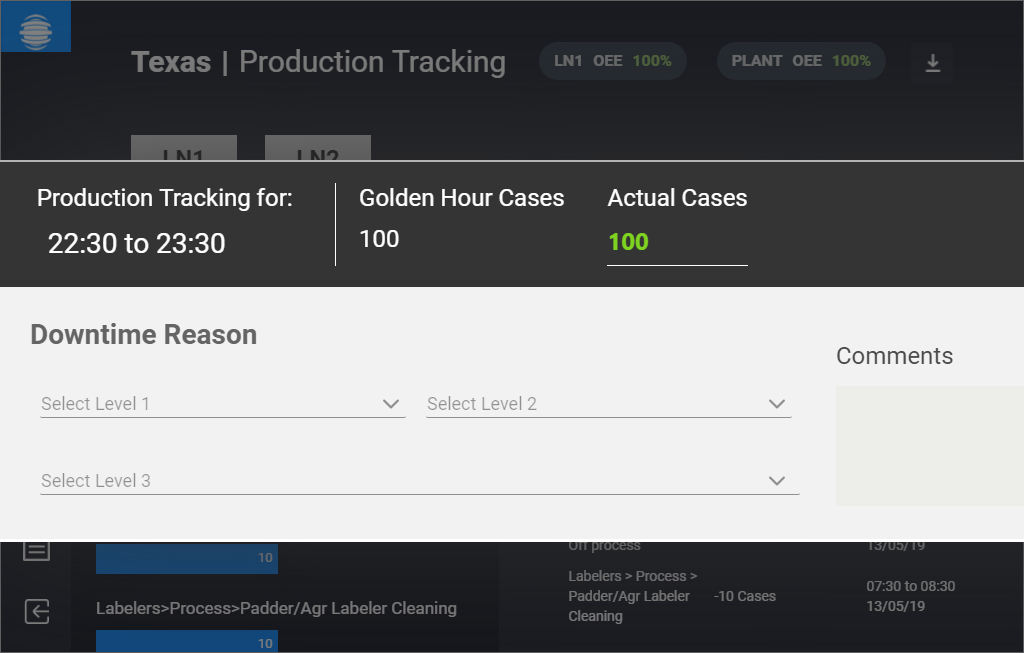 Texas | Production Tracking
LN1 OEE 100%
PLANT OEE 100%
LN1
LN2
Production Tracking for:
22:30 to 23:30
Golden Hour Cases
100
Actual Cases
100
Downtime Reason
Comments
Select Level 1
Select Level 2
Select Level 3
10
Labelers>Process>Padder/Agr Labeler Cleaning
10
Off process
13/05/19
Labelers > Process >
Padder/Agr Labeler
Cleaning
-10 Cases
07:30 to 08:30
13/05/19